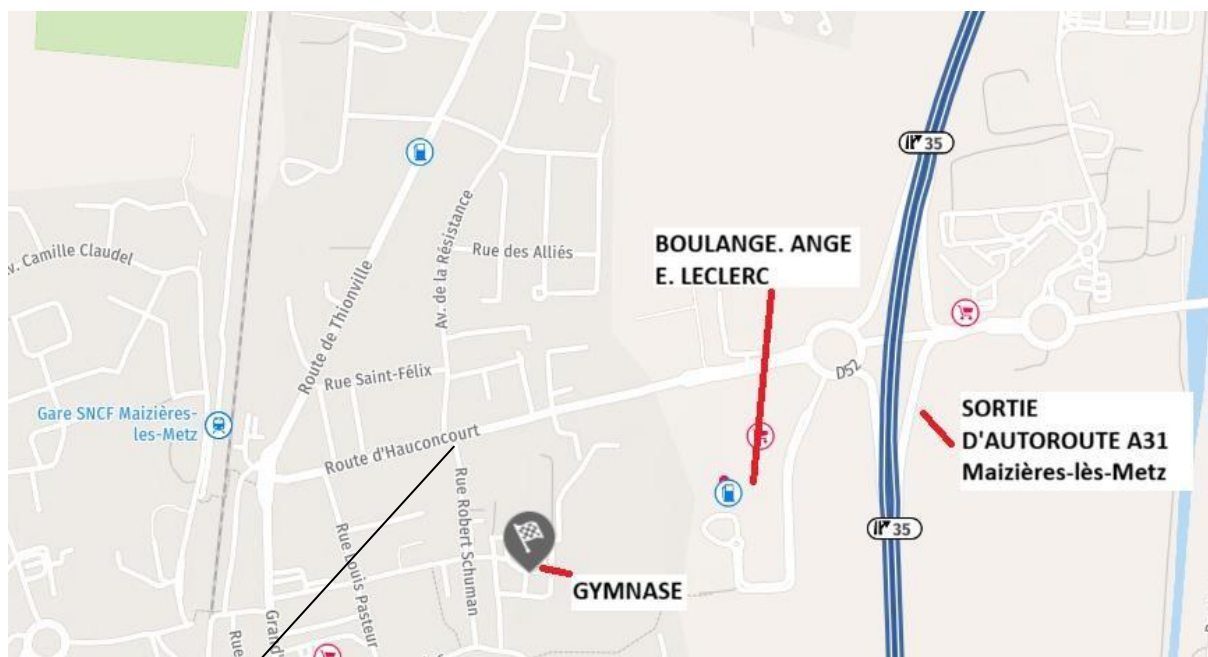 35
Av. Camille Claudel
Av. de la Résistance
Rue des Alliés
Route de Thionville
BOULANGE. ANGE
E. LECLERC
Rue Saint-Félix
D52
Gare SNCF Maizières-
les-Metz
Route d'Hauconcourt
SORTIE
D'AUTOROUTE A31
Maizières-lès-Metz
Rue Robert Schuman
35
Rue Louis Pasteur
GYMNASE
Grand'
Rue